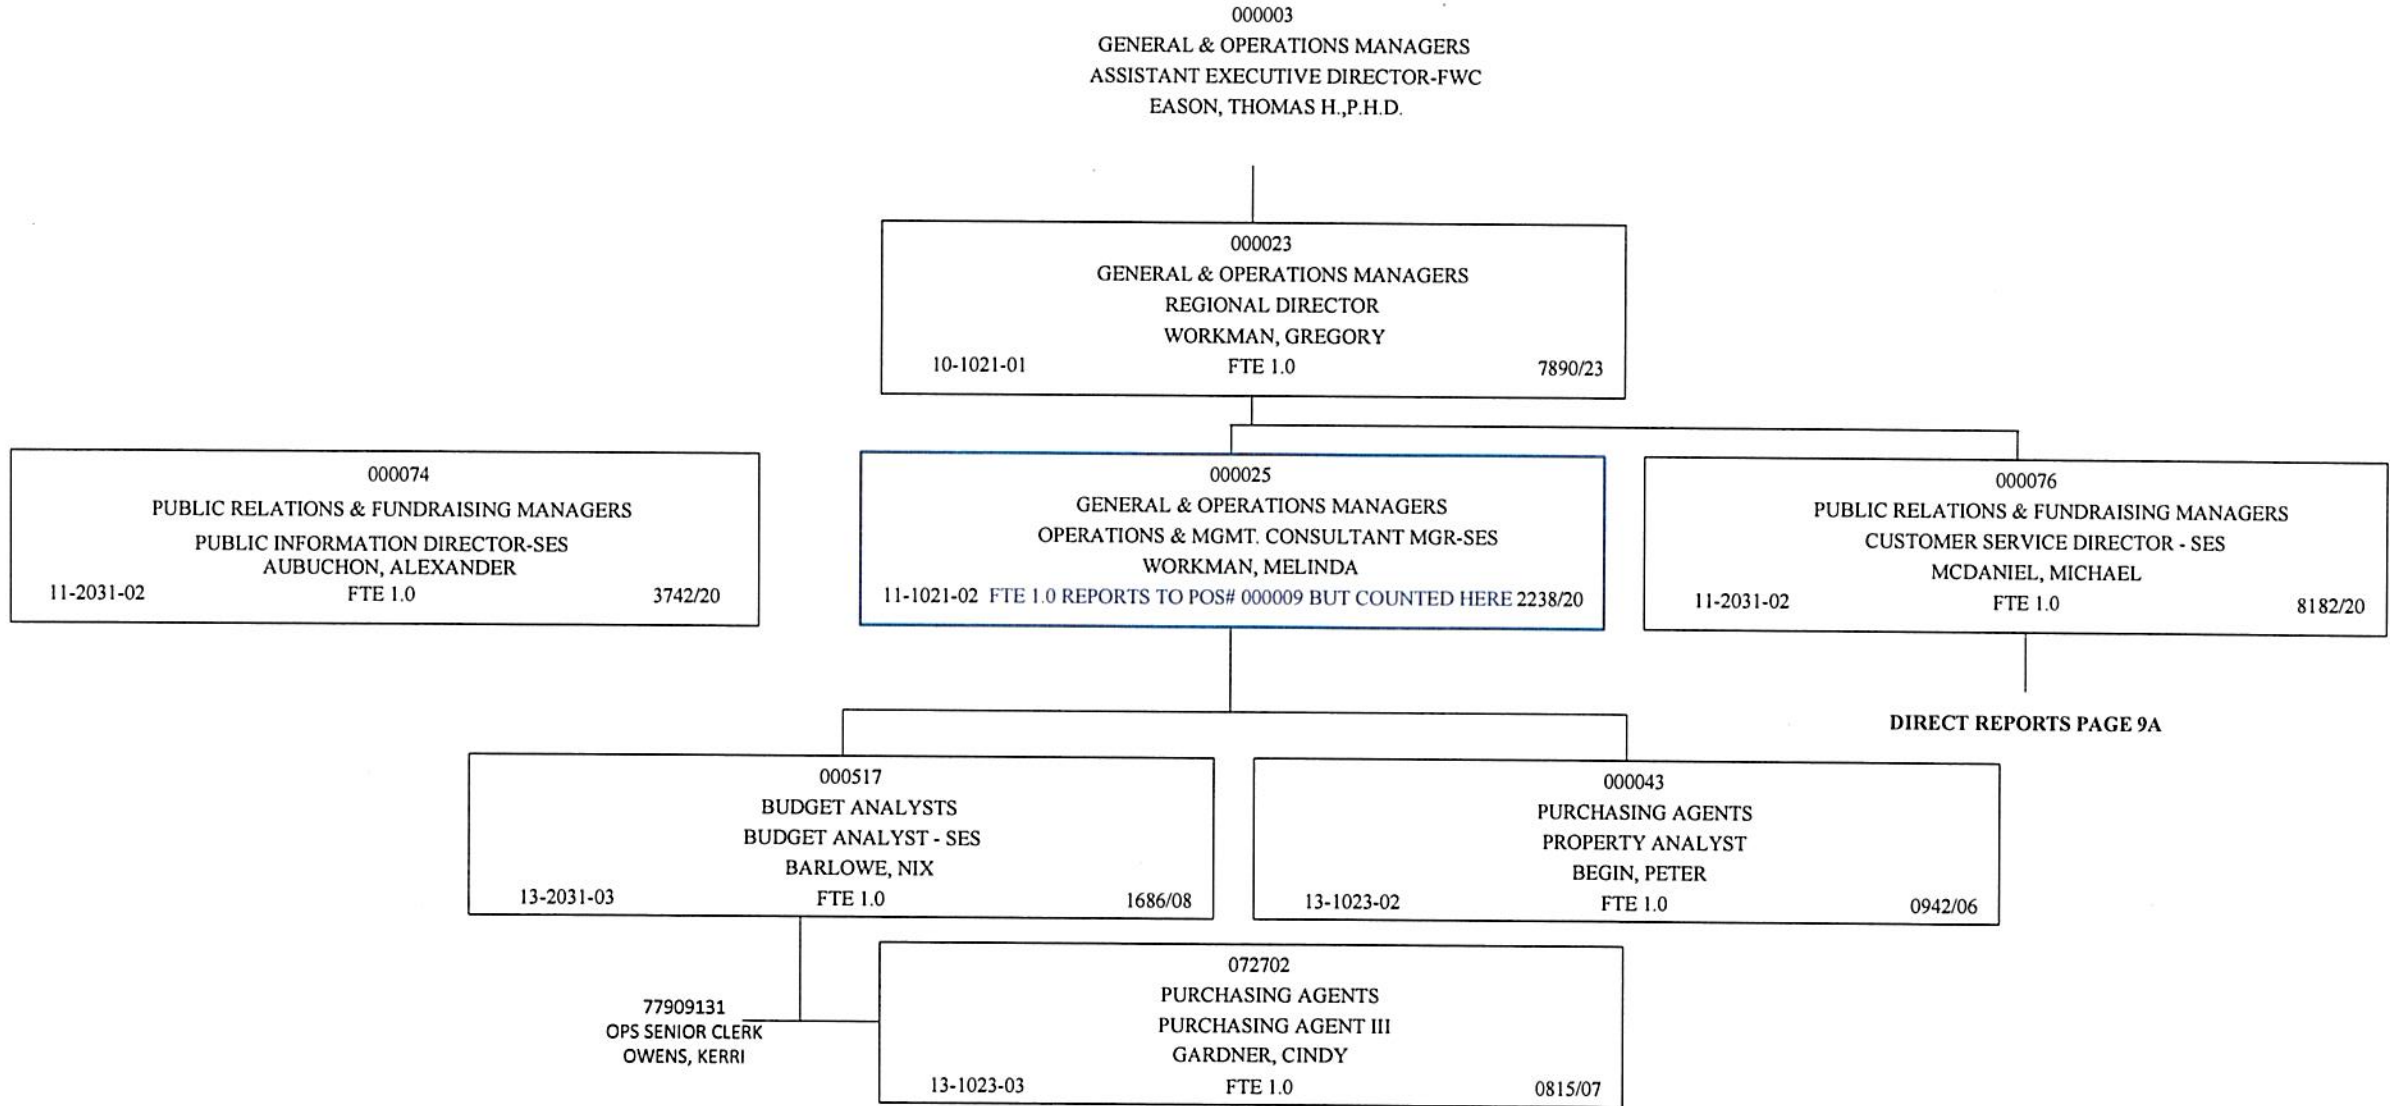 000003
GENERAL & OPERATIONS MANAGERS
ASSISTANT EXECUTIVE DIRECTOR-FWC
EASON, THOMAS H.,P.H.D.
000023
GENERAL & OPERATIONS MANAGERS
REGIONAL DIRECTOR
WORKMAN, GREGORY
10-1021-01 FTE 1.0 7890/23
000074
PUBLIC RELATIONS & FUNDRAISING MANAGERS
PUBLIC INFORMATION DIRECTOR-SES
AUBUCHON, ALEXANDER
11-2031-02 FTE 1.0 3742/20
000025
GENERAL & OPERATIONS MANAGERS
OPERATIONS & MGMT. CONSULTANT MGR-SES
WORKMAN, MELINDA
11-1021-02 FTE 1.0 REPORTS TO POS# 000009 BUT COUNTED HERE 2238/20
000076
PUBLIC RELATIONS & FUNDRAISING MANAGERS
CUSTOMER SERVICE DIRECTOR - SES
MCDANIEL, MICHAEL
11-2031-02 FTE 1.0 8182/20
DIRECT REPORTS PAGE 9A
000517
BUDGET ANALYSTS
BUDGET ANALYST - SES
BARLOWE, NIX
13-2031-03 FTE 1.0 1686/08
000043
PURCHASING AGENTS
PROPERTY ANALYST
BEGIN, PETER
13-1023-02 FTE 1.0 0942/06
77909131
OPS SENIOR CLERK
OWENS, KERRI
072702
PURCHASING AGENTS
PURCHASING AGENT III
GARDNER, CINDY
13-1023-03 FTE 1.0 0815/07